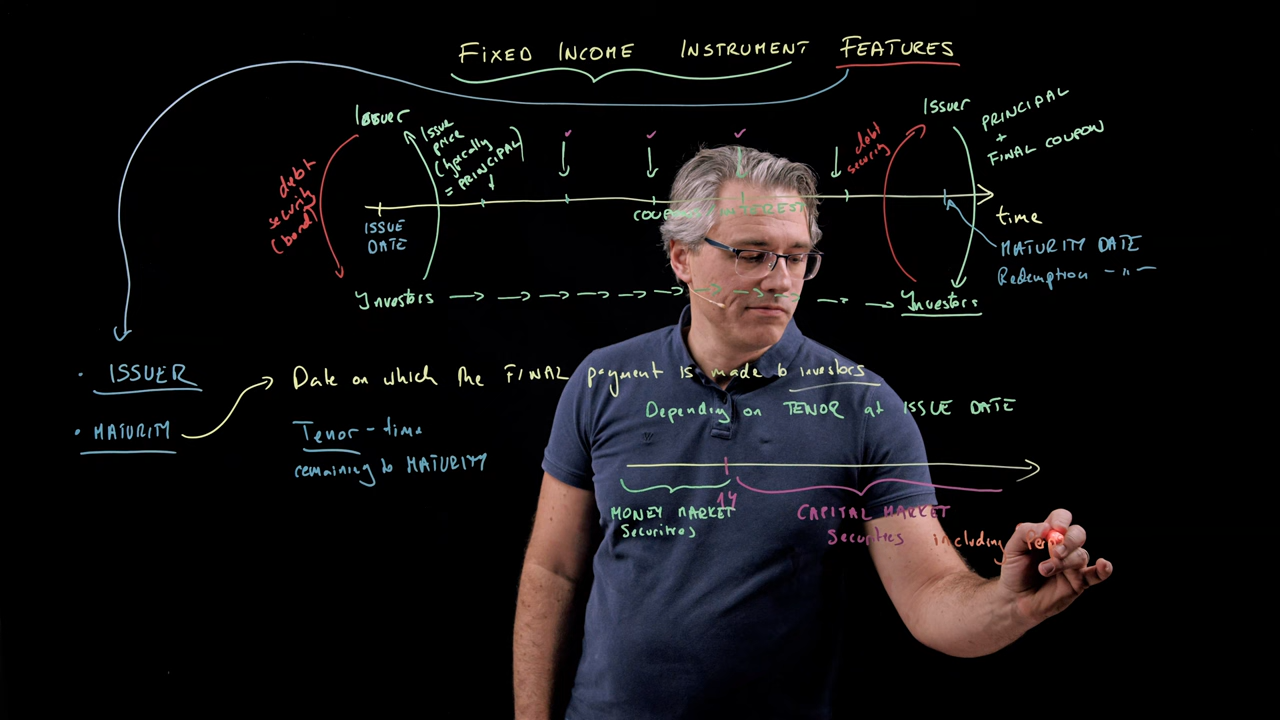 FIXED INCOME INSTRUMENT FEATURES
Issuer
Issue
price
(typically
= PRINCIPAL)
debt
security
(bond)
ISSUE
DATE
Investors
COUPONS / INTEREST
debt
security
Issuer
PRINCIPAL
+
FINAL COUPON
time
MATURITY DATE
Redemption - " -
Investors
• ISSUER
• MATURITY
Date on which the FINAL payment is made to investors
Tenor - time
remaining to MATURITY
Depending on TENOR at ISSUE DATE
1Y
MONEY MARKET
Securities
CAPITAL MARKET
Securities including